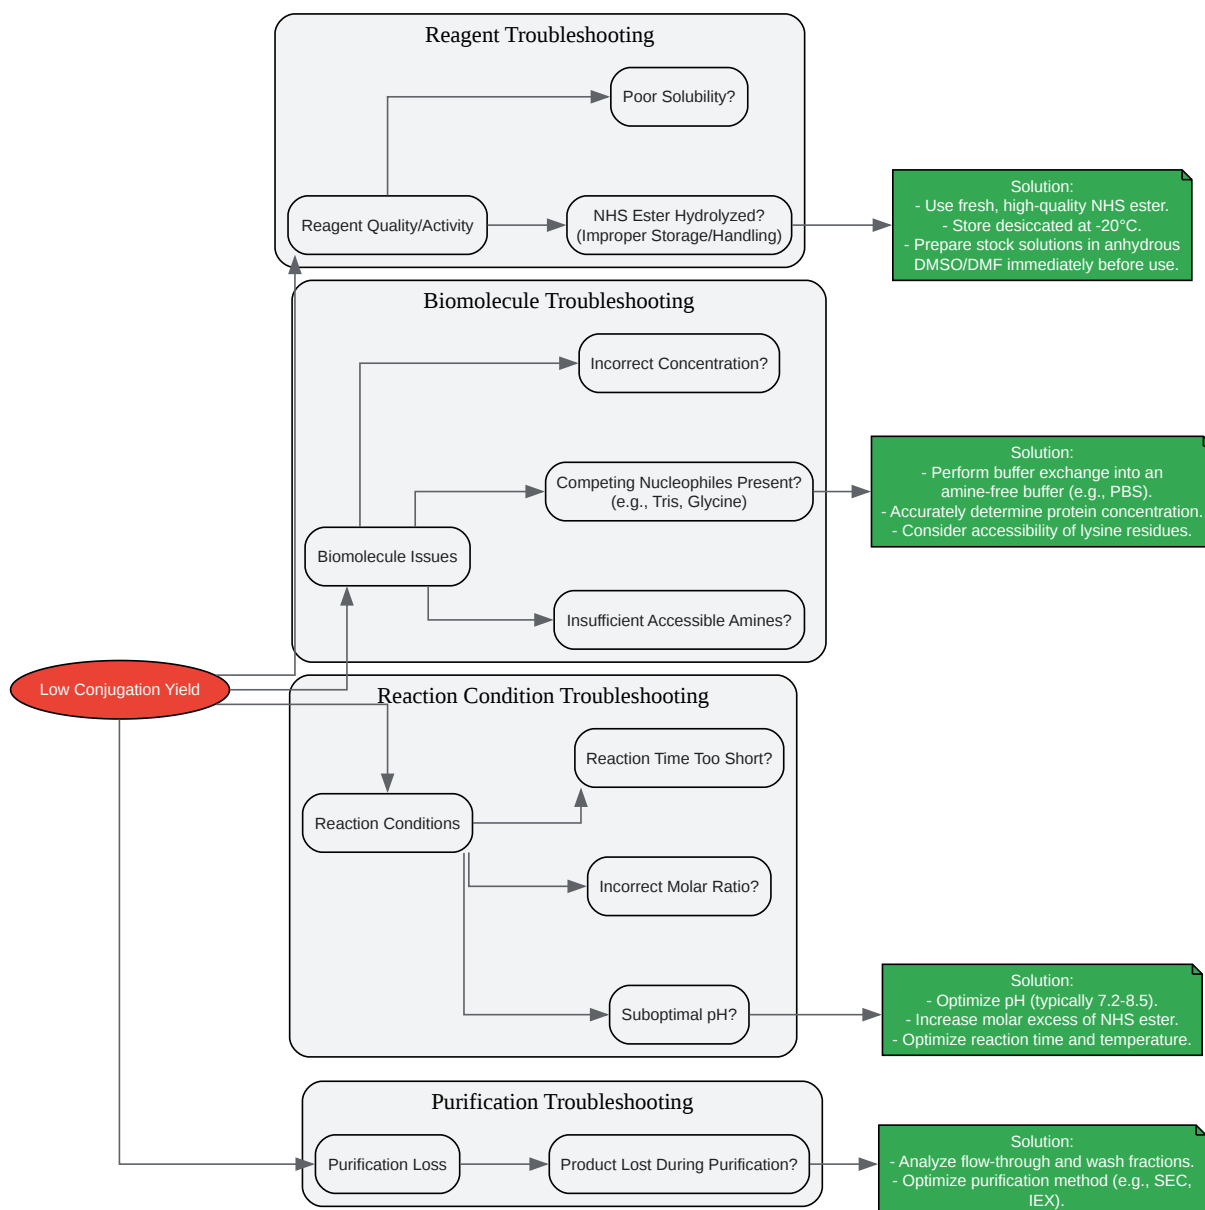 Reagent Troubleshooting
Poor Solubility?
Reagent Quality/Activity
NHS Ester Hydrolyzed?
(Improper Storage/Handling)
Solution:
- Use fresh, high-quality NHS ester.
- Store desiccated at -20°C.
- Prepare stock solutions in anhydrous
DMSO/DMF immediately before use.
Biomolecule Troubleshooting
Incorrect Concentration?
Competing Nucleophiles Present?
(e.g., Tris, Glycine)
Solution:
- Perform buffer exchange into an
amine-free buffer (e.g., PBS).
- Accurately determine protein concentration.
- Consider accessibility of lysine residues.
Biomolecule Issues
Insufficient Accessible Amines?
Low Conjugation Yield
Reaction Condition Troubleshooting
Reaction Time Too Short?
Reaction Conditions
Incorrect Molar Ratio?
Suboptimal pH?
Solution:
- Optimize pH (typically 7.2-8.5).
- Increase molar excess of NHS ester.
- Optimize reaction time and temperature.
Purification Troubleshooting
Purification Loss
Product Lost During Purification?
Solution:
- Analyze flow-through and wash fractions.
- Optimize purification method (e.g., SEC,
IEX).